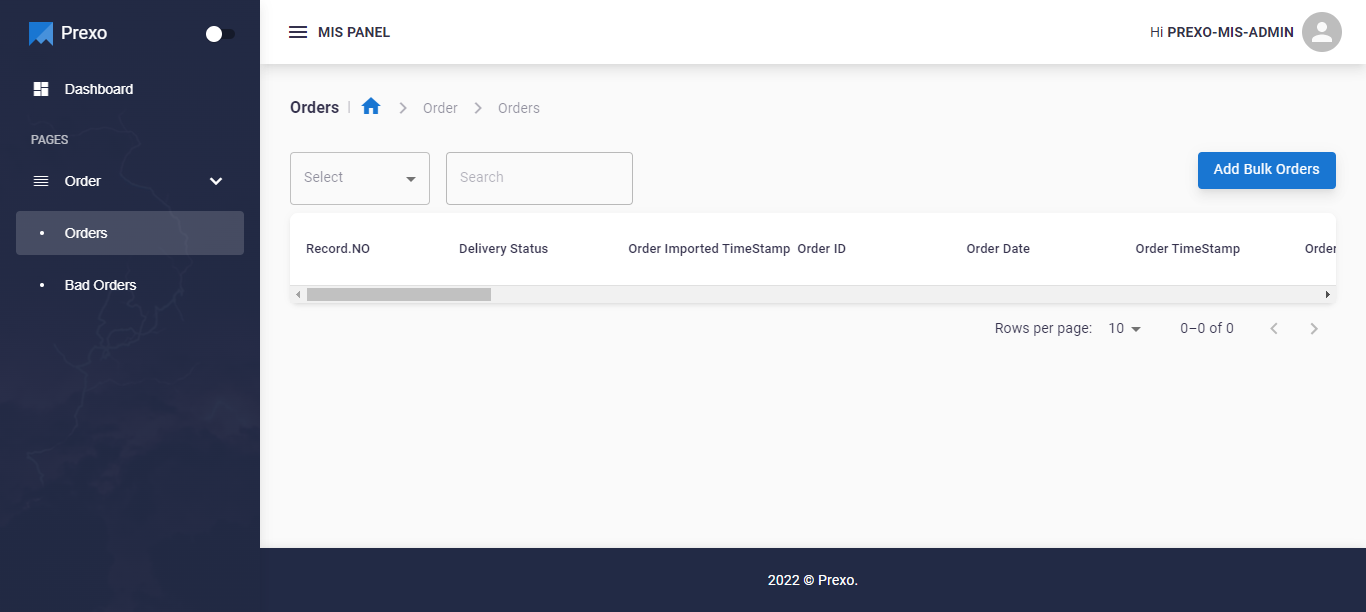 Prexo
Dashboard
PAGES
Order
Orders
Bad Orders
MIS PANEL
Hi PREXO-MIS-ADMIN
Orders Order Orders
Select Search Add Bulk Orders
Record.NO Delivery Status Order Imported TimeStamp Order ID Order Date Order TimeStamp Order
Rows per page: 10 0–0 of 0
2022 © Prexo.